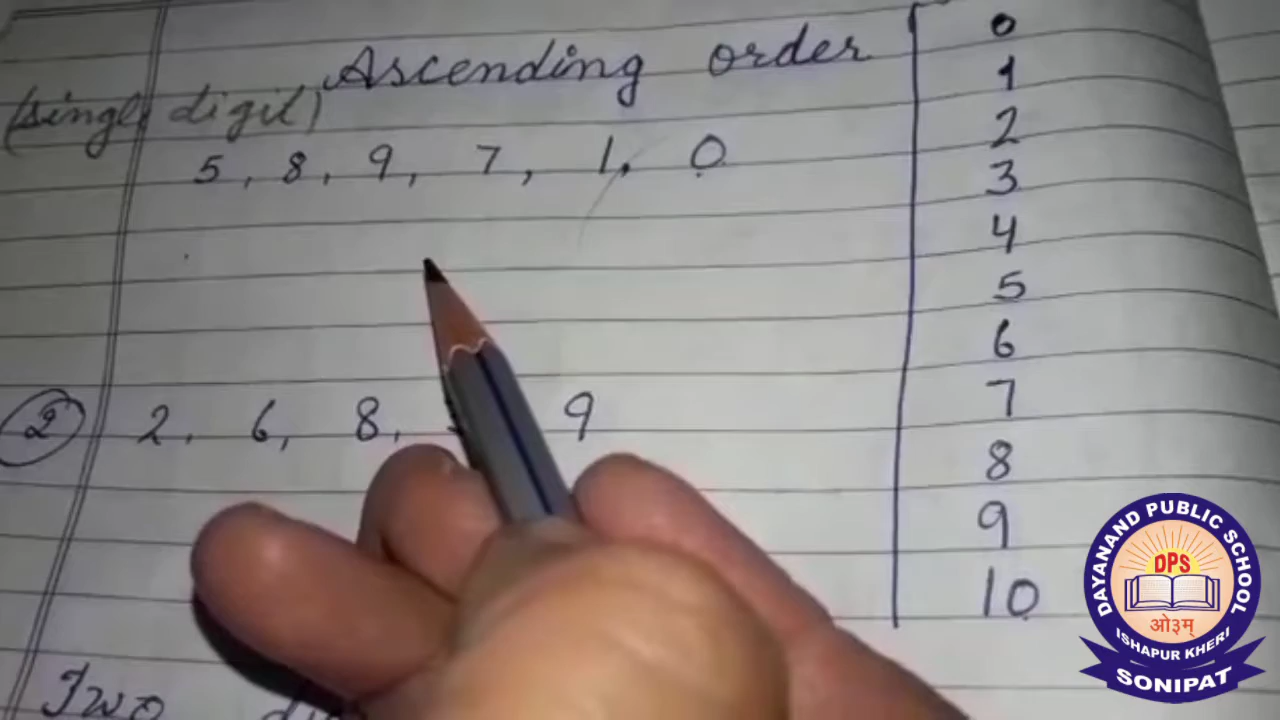 Ascending order
(single digit)
5, 8, 9, 7, 1, 0
2 2, 6, 8, 9
Two
0
1
2
3
4
5
6
7
8
9
10
DAYANAND PUBLIC SCHOOL
DPS
ओ३म्
ISHAPUR KHERI
SONIPAT